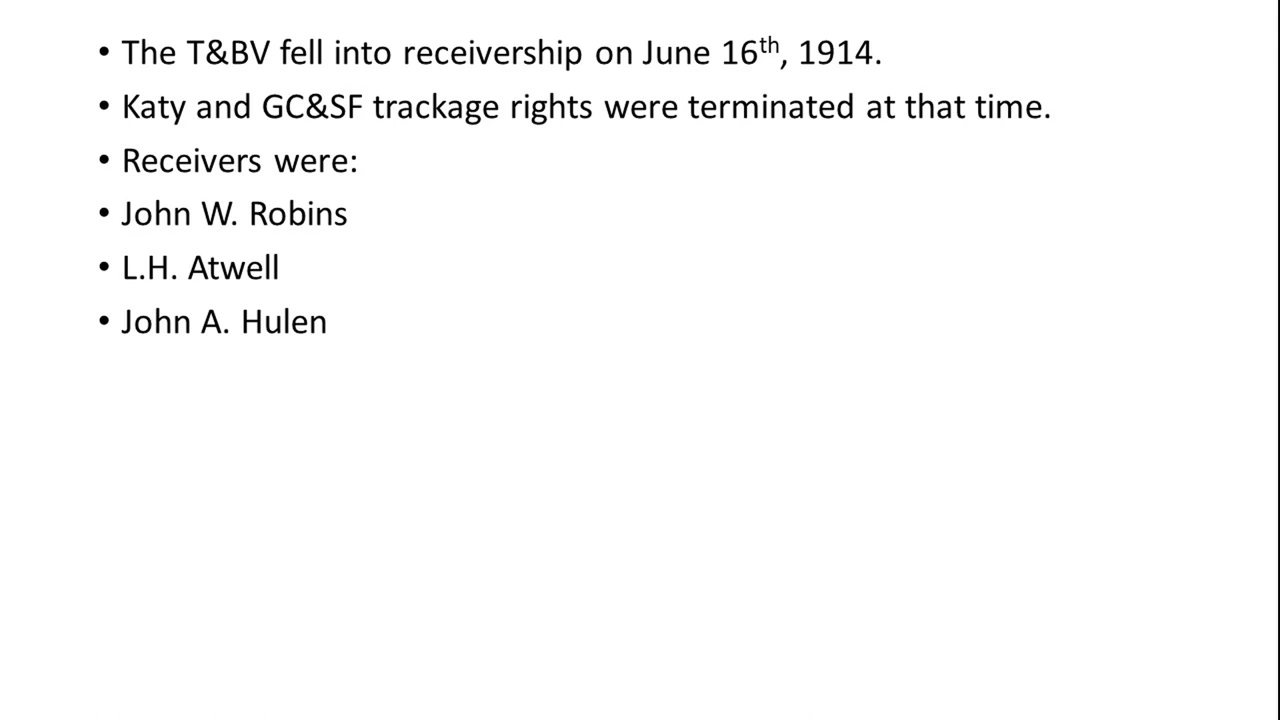 • The T&BV fell into receivership on June 16th, 1914.
• Katy and GC&SF trackage rights were terminated at that time.
• Receivers were:
• John W. Robins
• L.H. Atwell
• John A. Hulen